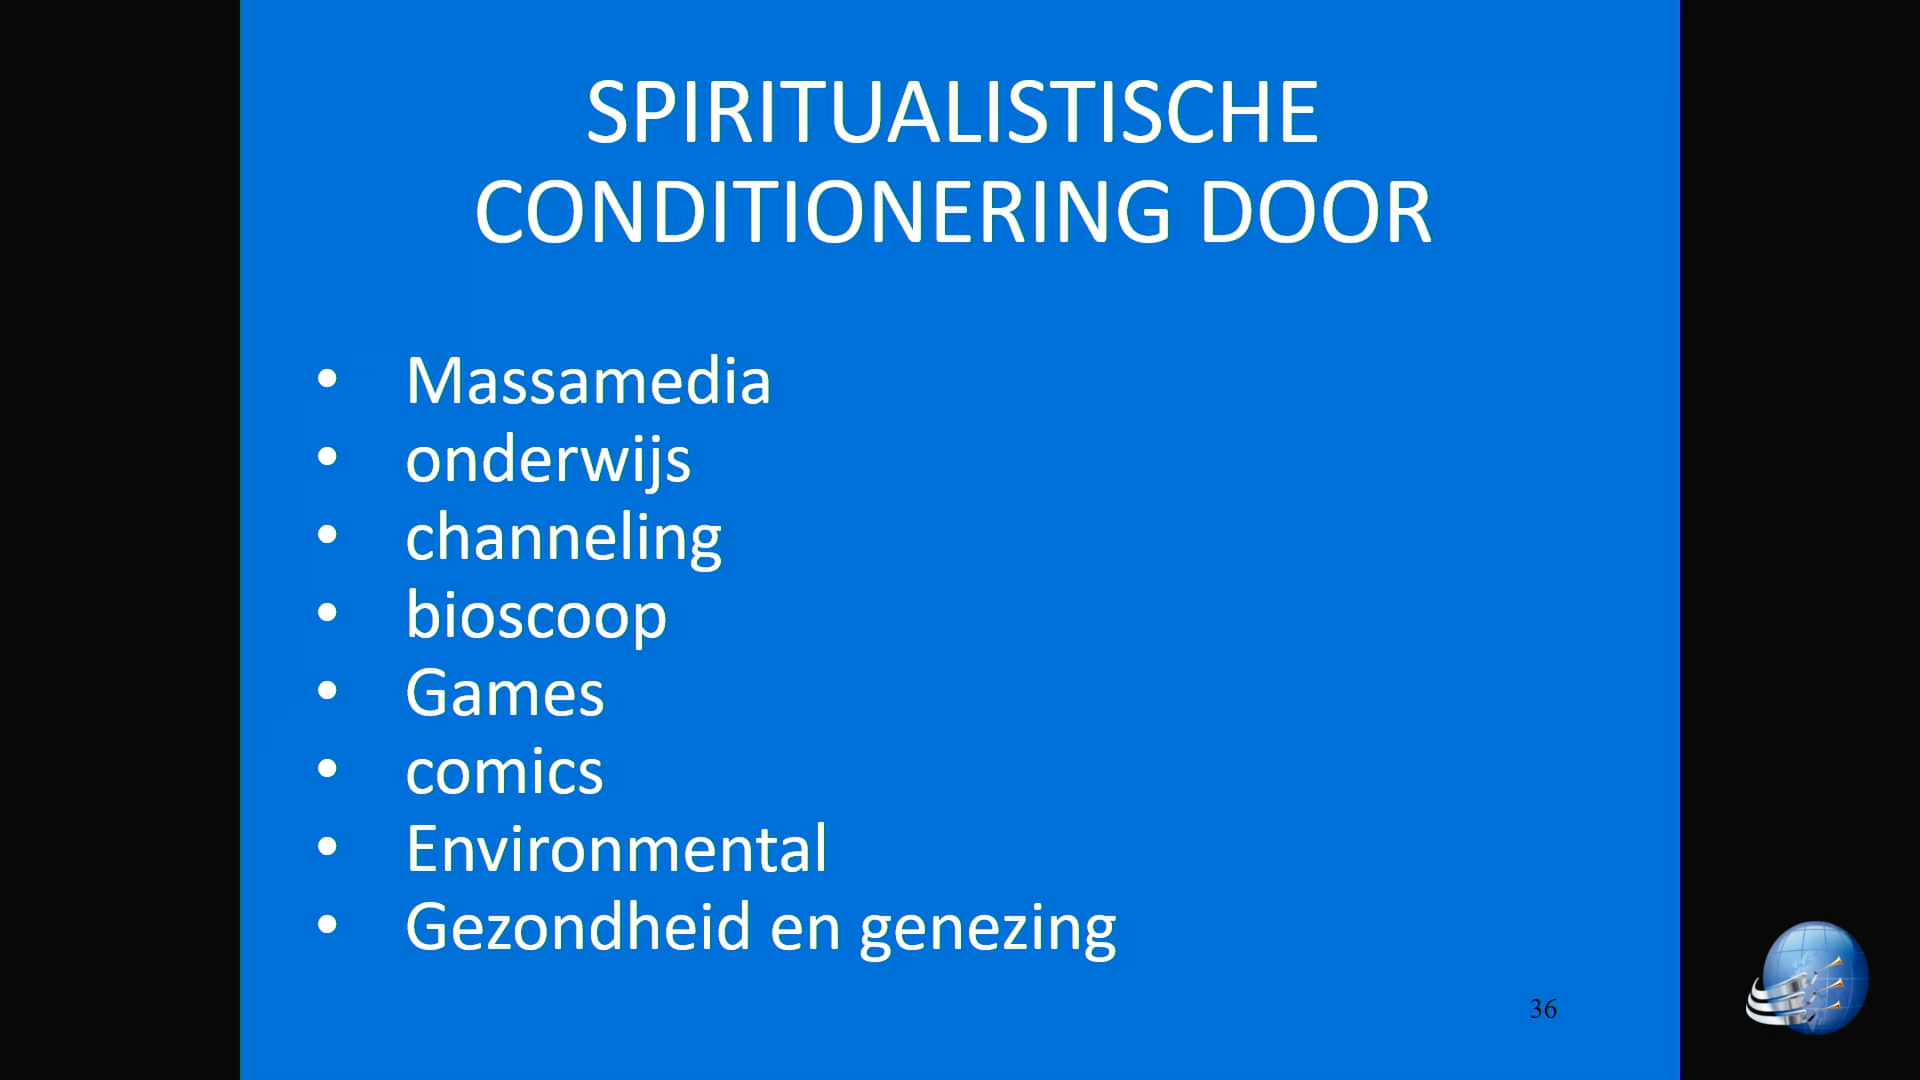 SPIRITUALISTISCHE
CONDITIONERING DOOR
• Massamedia
• onderwijs
• channeling
• bioscoop
• Games
• comics
• Environmental
• Gezondheid en genezing
36